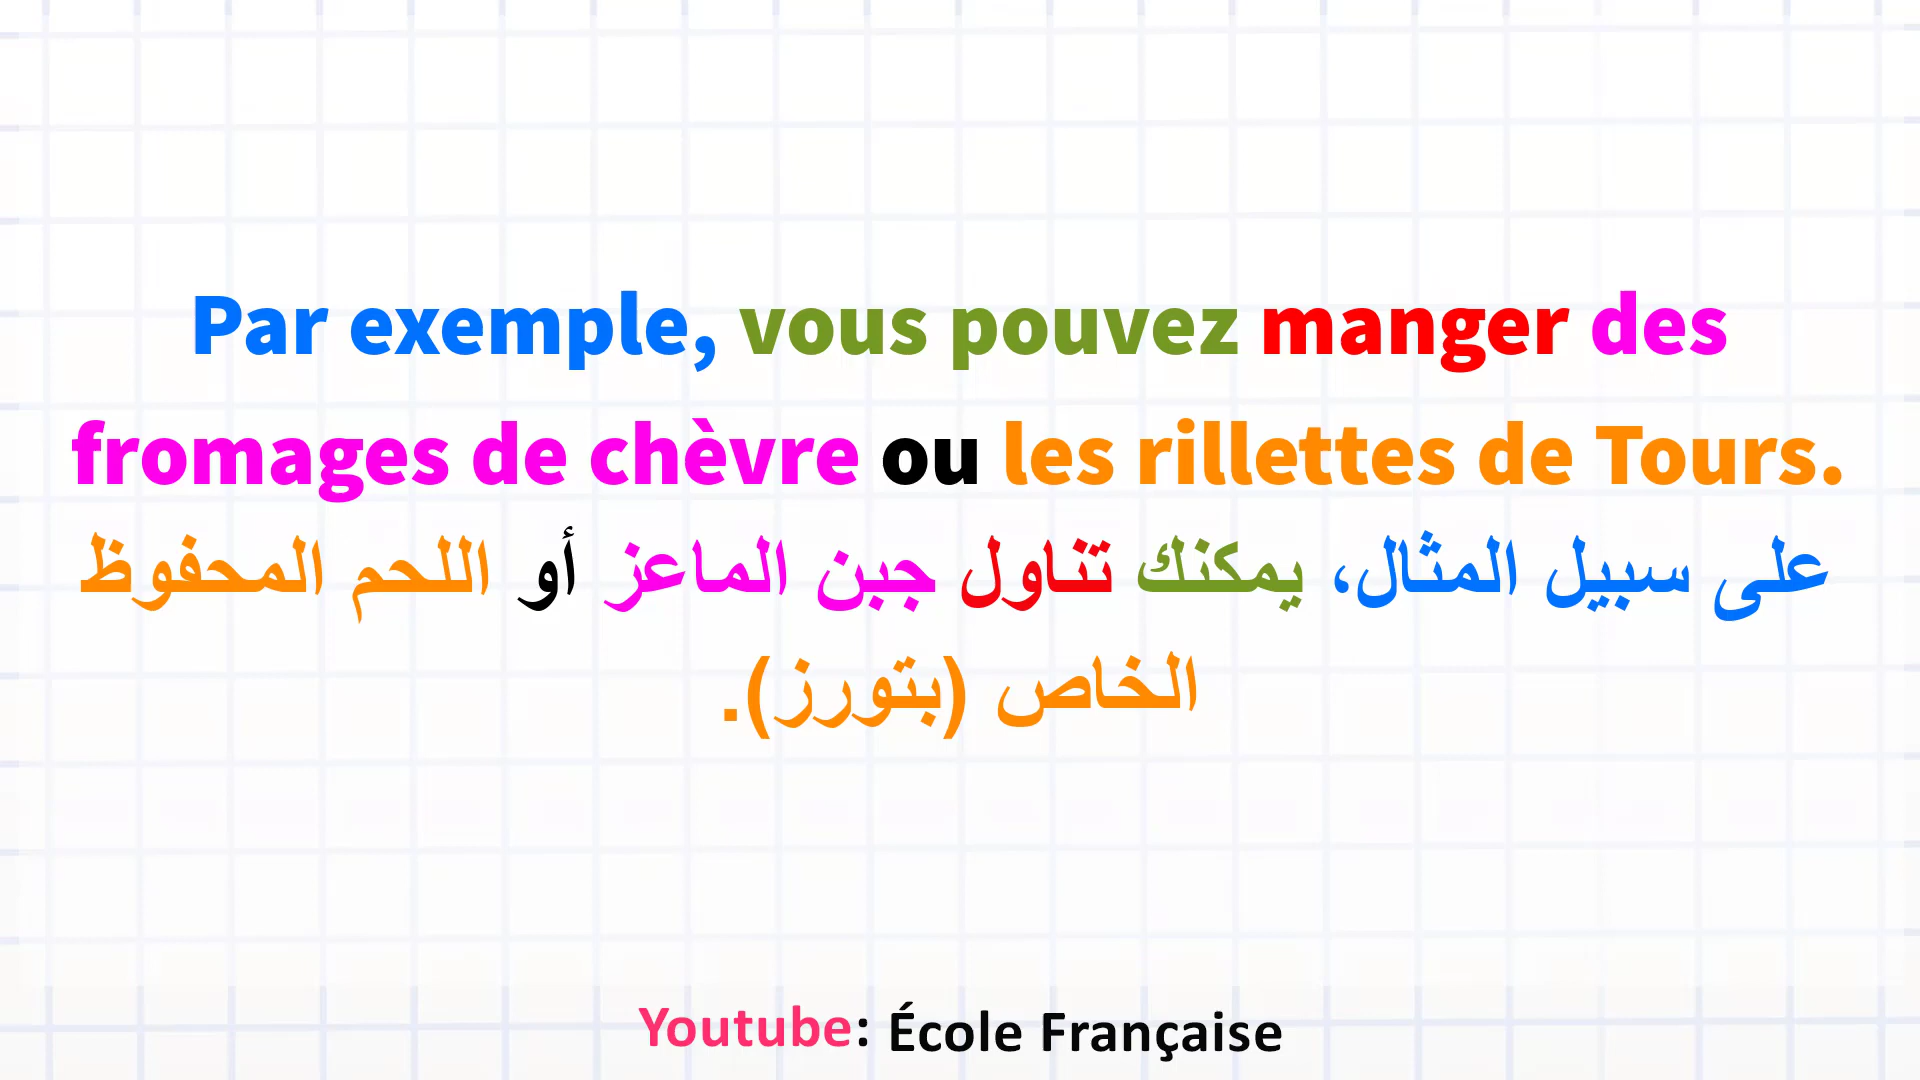 Par exemple, vous pouvez manger des
fromages de chèvre ou les rillettes de Tours.
على سبيل المثال، يمكنك تناول جبن الماعز أو اللحم المحفوظ
الخاص (بتورز).
Youtube: École Française